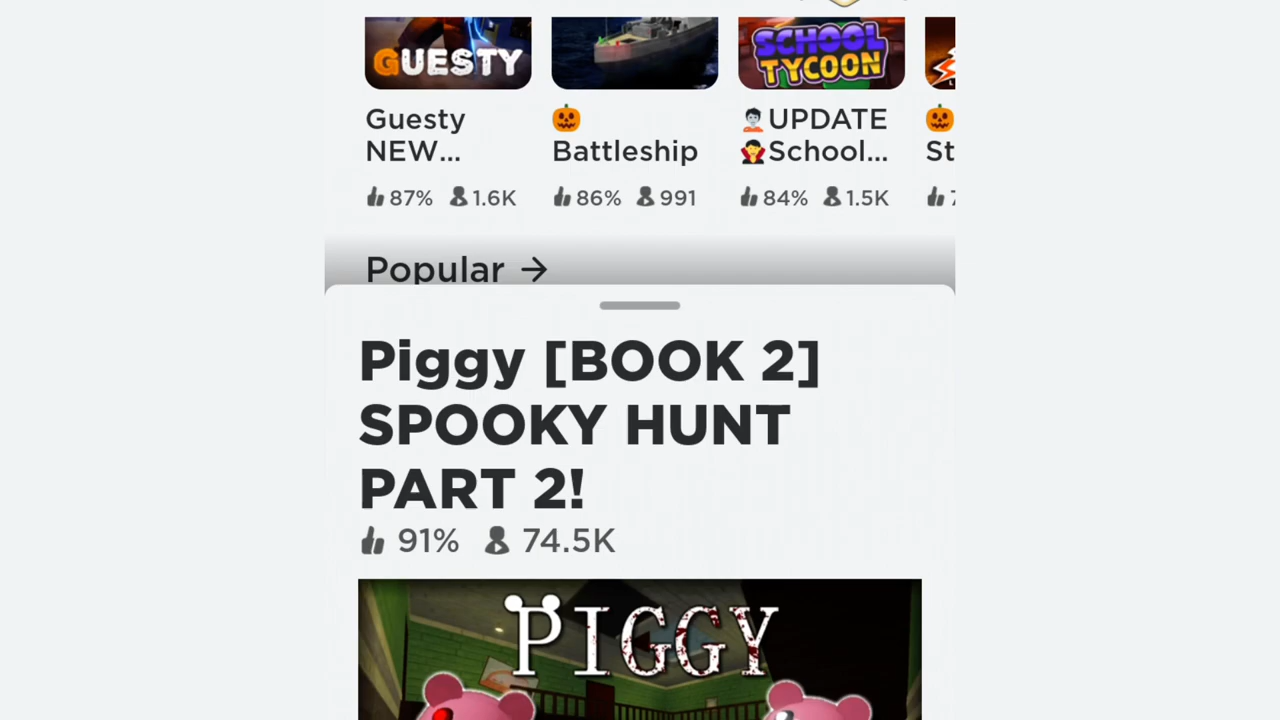 GUESTY
SCHOOL
TYCOON
Guesty
NEW...
🎃
Battleship
UPDATE
School...
🎃
St
87% 1.6K
86% 991
84% 1.5K
Popular →
Piggy [BOOK 2]
SPOOKY HUNT
PART 2!
91% 74.5K
PIGGY